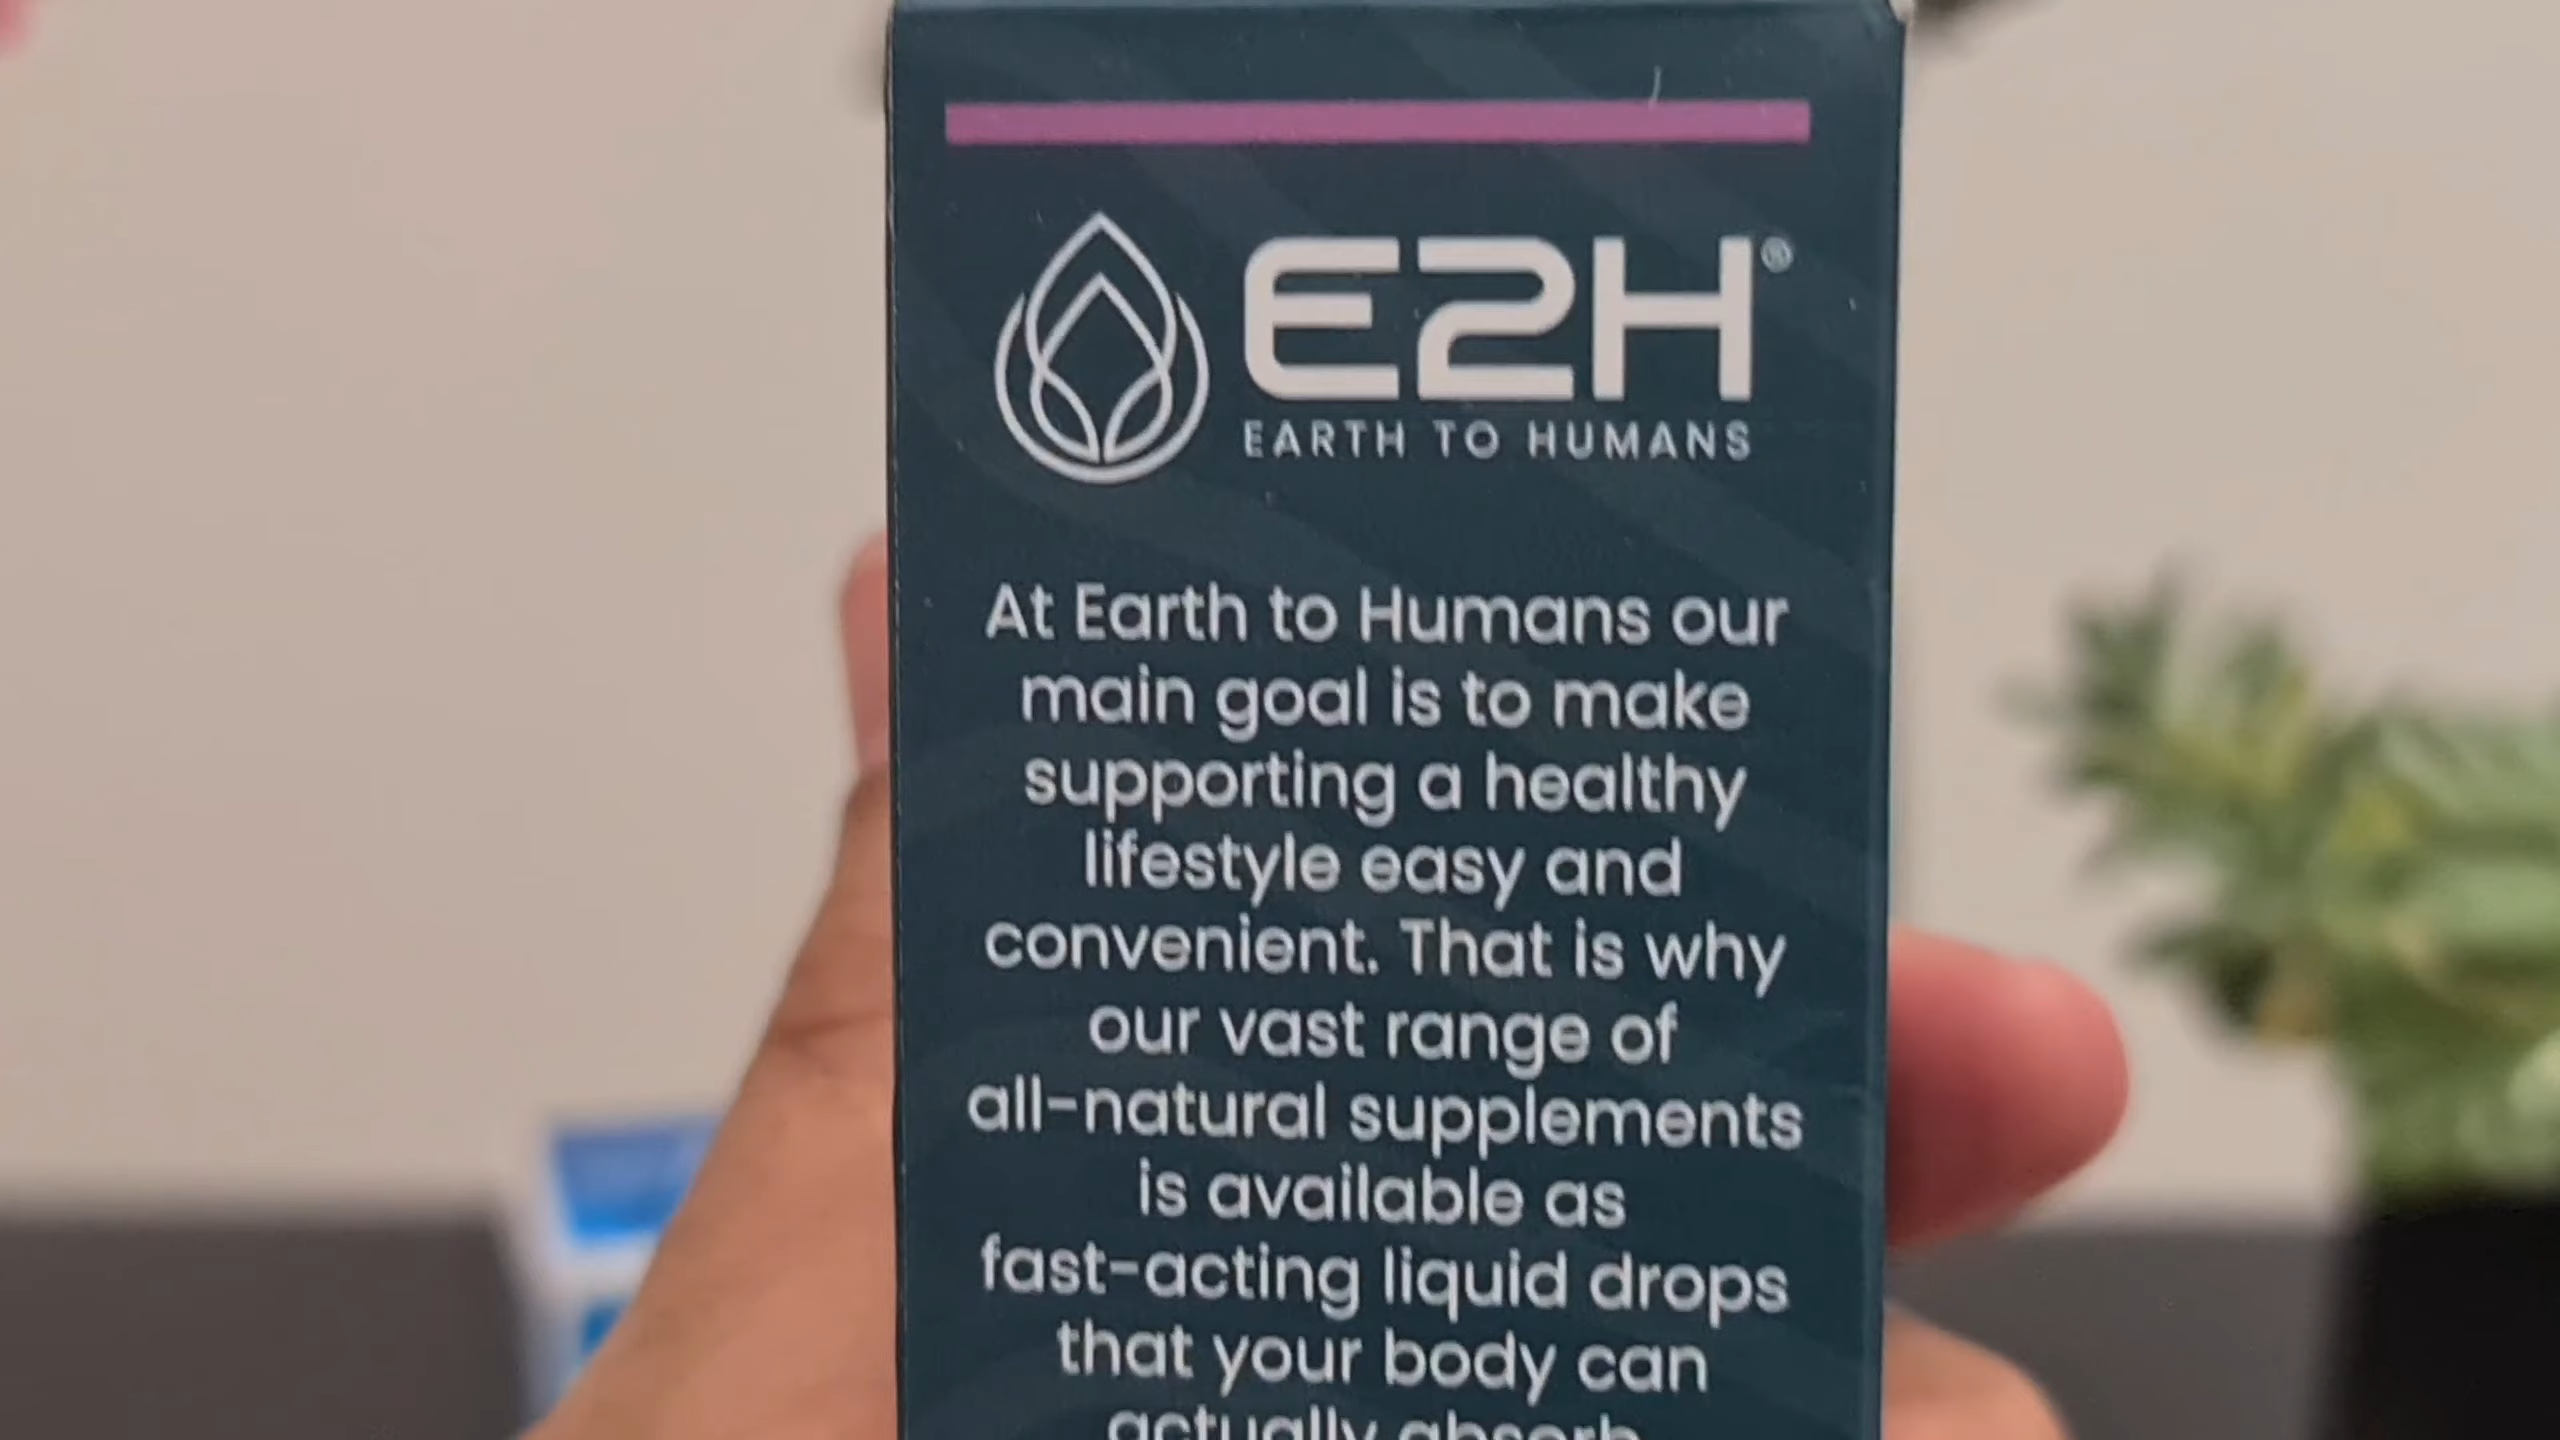 E2H®
EARTH TO HUMANS
At Earth to Humans our
main goal is to make
supporting a healthy
lifestyle easy and
convenient. That is why
our vast range of
all-natural supplements
is available as
fast-acting liquid drops
that your body can
actually absorb